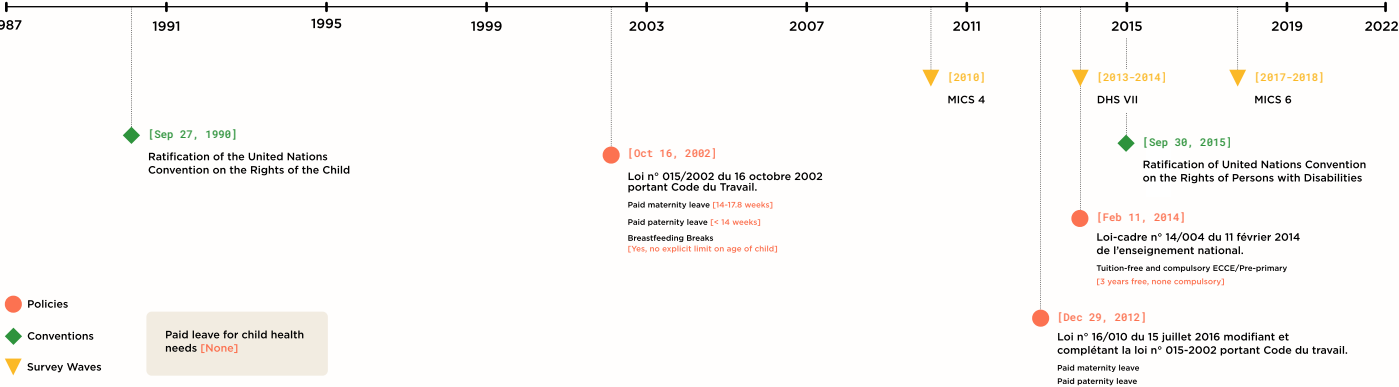 987 1991 1995 1999 2003 2007 2011 2015 2019 2022
[2010]
MICS 4
[2013-2014]
DHS VII
[2017-2018]
MICS 6
[Sep 27, 1990]
Ratification of the United Nations
Convention on the Rights of the Child
[Oct 16, 2002]
Loi n° 015/2002 du 16 octobre 2002
portant Code du Travail.
Paid maternity leave [14-17.8 weeks]
Paid paternity leave [< 14 weeks]
Breastfeeding Breaks
[Yes, no explicit limit on age of child]
[Sep 30, 2015]
Ratification of United Nations Convention
on the Rights of Persons with Disabilities
[Feb 11, 2014]
Loi-cadre n° 14/004 du 11 février 2014
de l'enseignement national.
Tuition-free and compulsory ECCE/Pre-primary
[3 years free, none compulsory]
[Dec 29, 2012]
Loi n° 16/010 du 15 juillet 2016 modifiant et
complétant la loi n° 015-2002 portant Code du travail.
Paid maternity leave
Paid paternity leave
Policies
Conventions
Survey Waves
Paid leave for child health
needs [None]